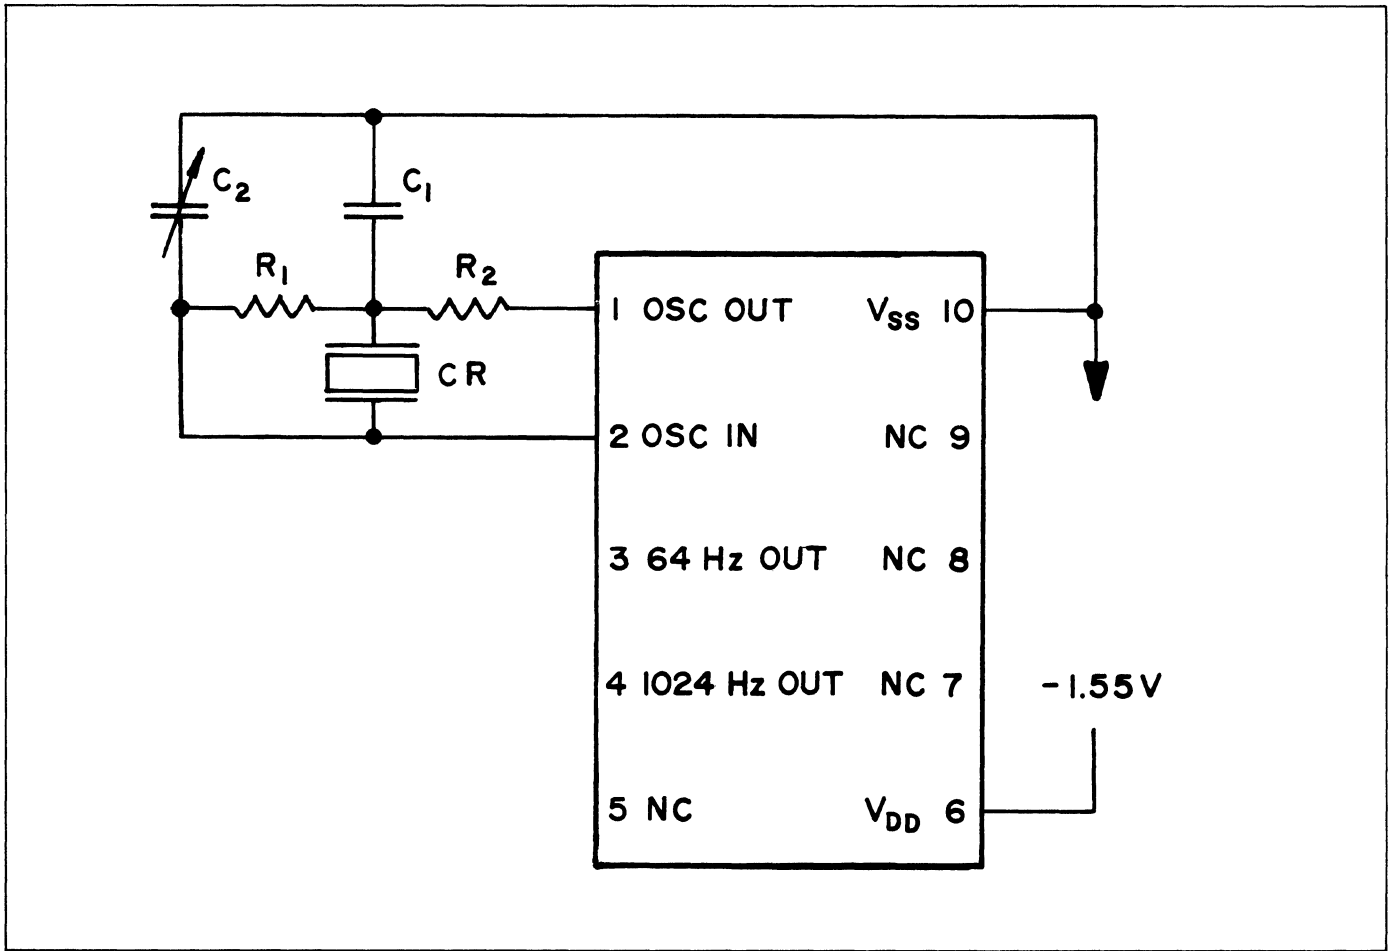 C2
C1
R1
R2
1 OSC OUT
VSS 10
CR
2 OSC IN
NC 9
3 64 Hz OUT
NC 8
4 1024 Hz OUT
NC 7
-1.55V
5 NC
VDD 6